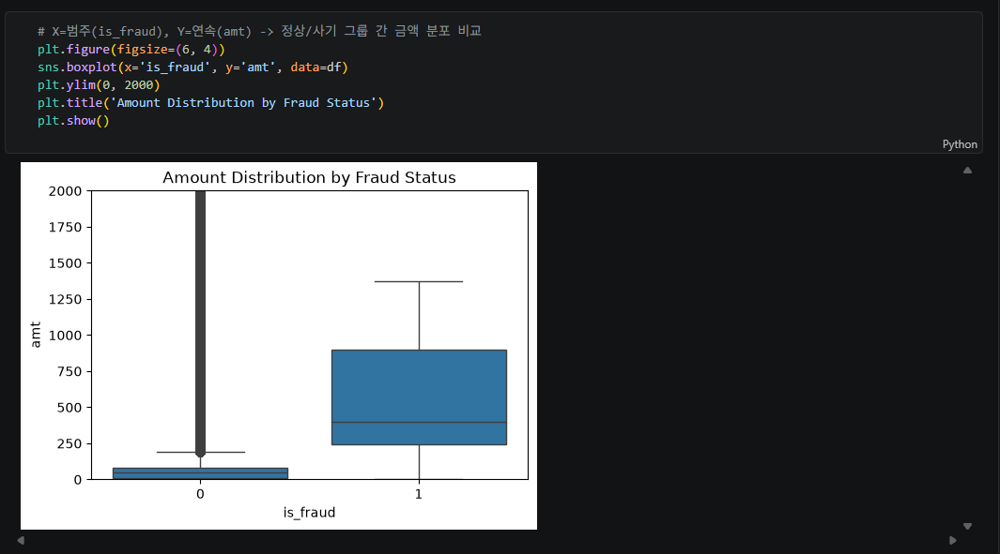 # X=범주(is_fraud), Y=연속(amt) -> 정상/사기 그룹 간 금액 분포 비교
plt.figure(figsize=(6, 4))
sns.boxplot(x='is_fraud', y='amt', data=df)
plt.ylim(0, 2000)
plt.title('Amount Distribution by Fraud Status')
plt.show()
Python
Amount Distribution by Fraud Status
2000
1750
1500
1250
1000
750
500
250
0
amt
0 1
is_fraud